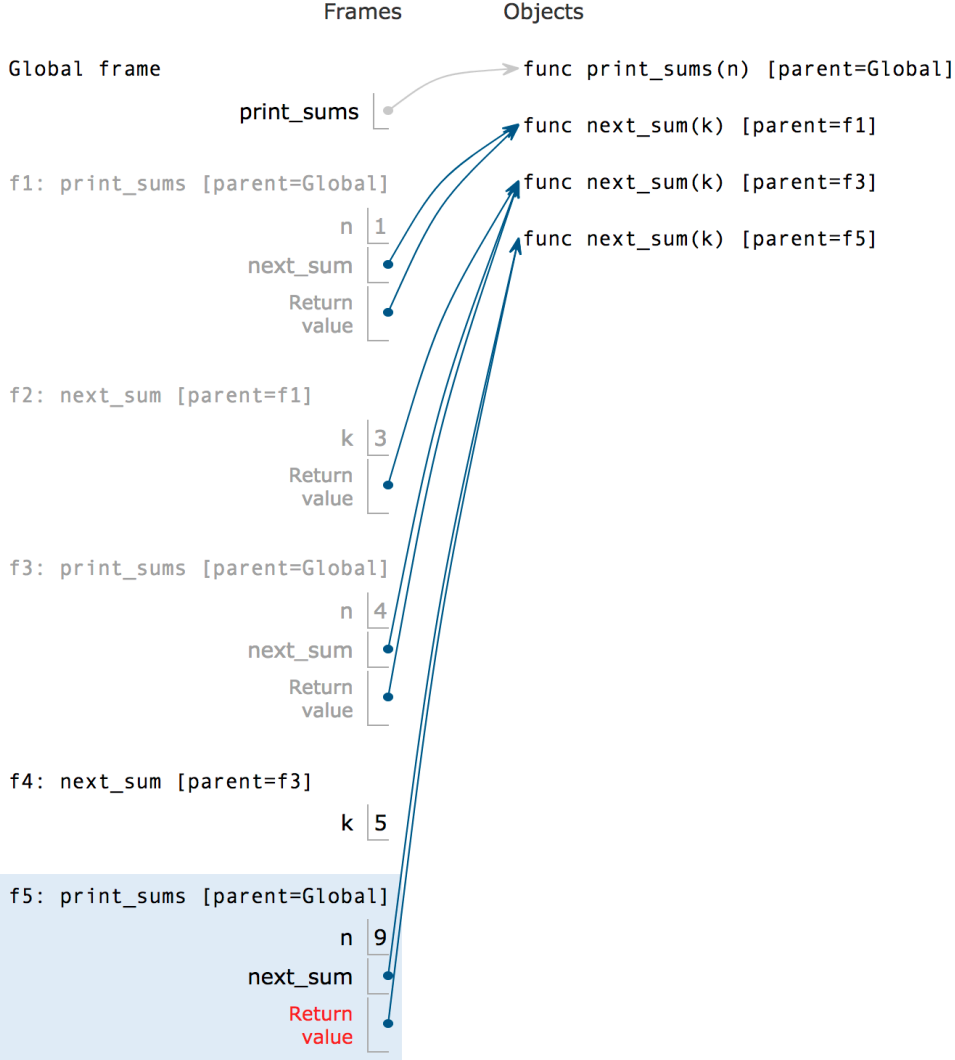 Frames Objects
Global frame func print_sums(n) [parent=Global]
print_sums func next_sum(k) [parent=f1]
f1: print_sums [parent=Global] func next_sum(k) [parent=f3]
n 1 func next_sum(k) [parent=f5]
next_sum
Return
value
f2: next_sum [parent=f1]
k 3
Return
value
f3: print_sums [parent=Global]
n 4
next_sum
Return
value
f4: next_sum [parent=f3]
k 5
f5: print_sums [parent=Global]
n 9
next_sum
Return
value